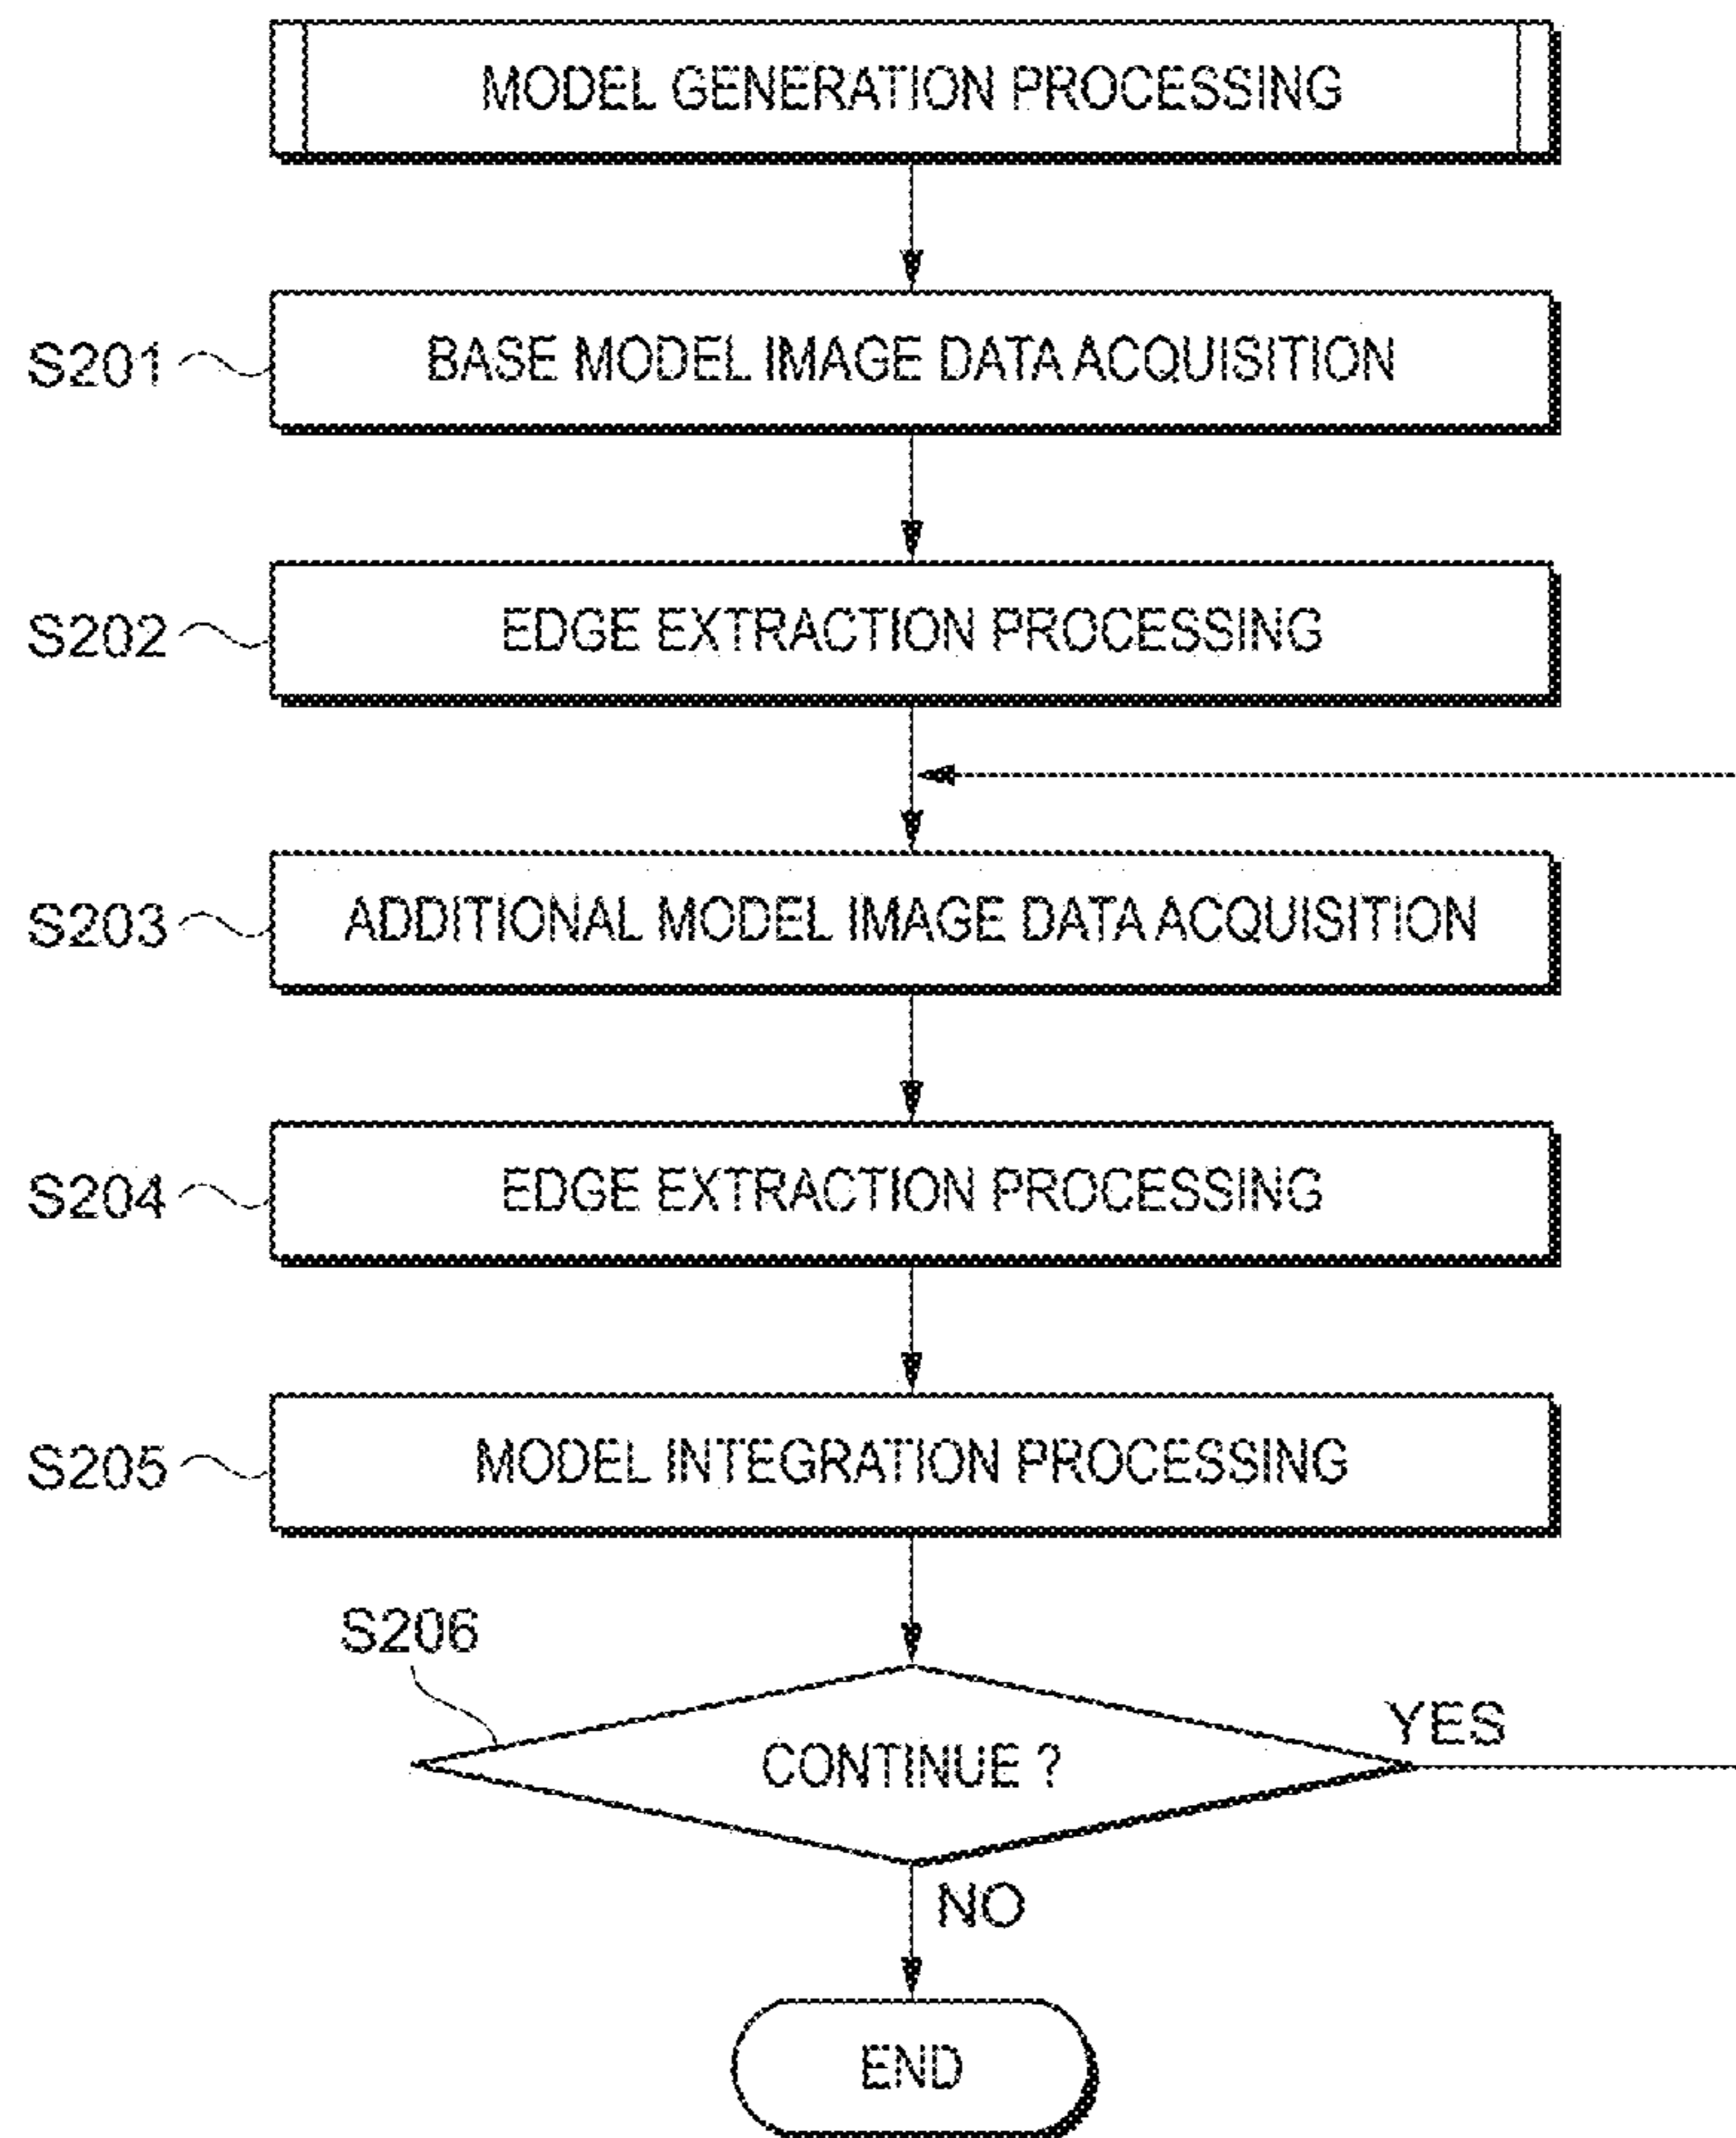 MODEL GENERATION PROCESSING
S201
BASE MODEL IMAGE DATA ACQUISITION
S202
EDGE EXTRACTION PROCESSING
S203
ADDITIONAL MODEL IMAGE DATA ACQUISITION
S204
EDGE EXTRACTION PROCESSING
S205
MODEL INTEGRATION PROCESSING
S206
CONTINUE ?
YES
NO
END